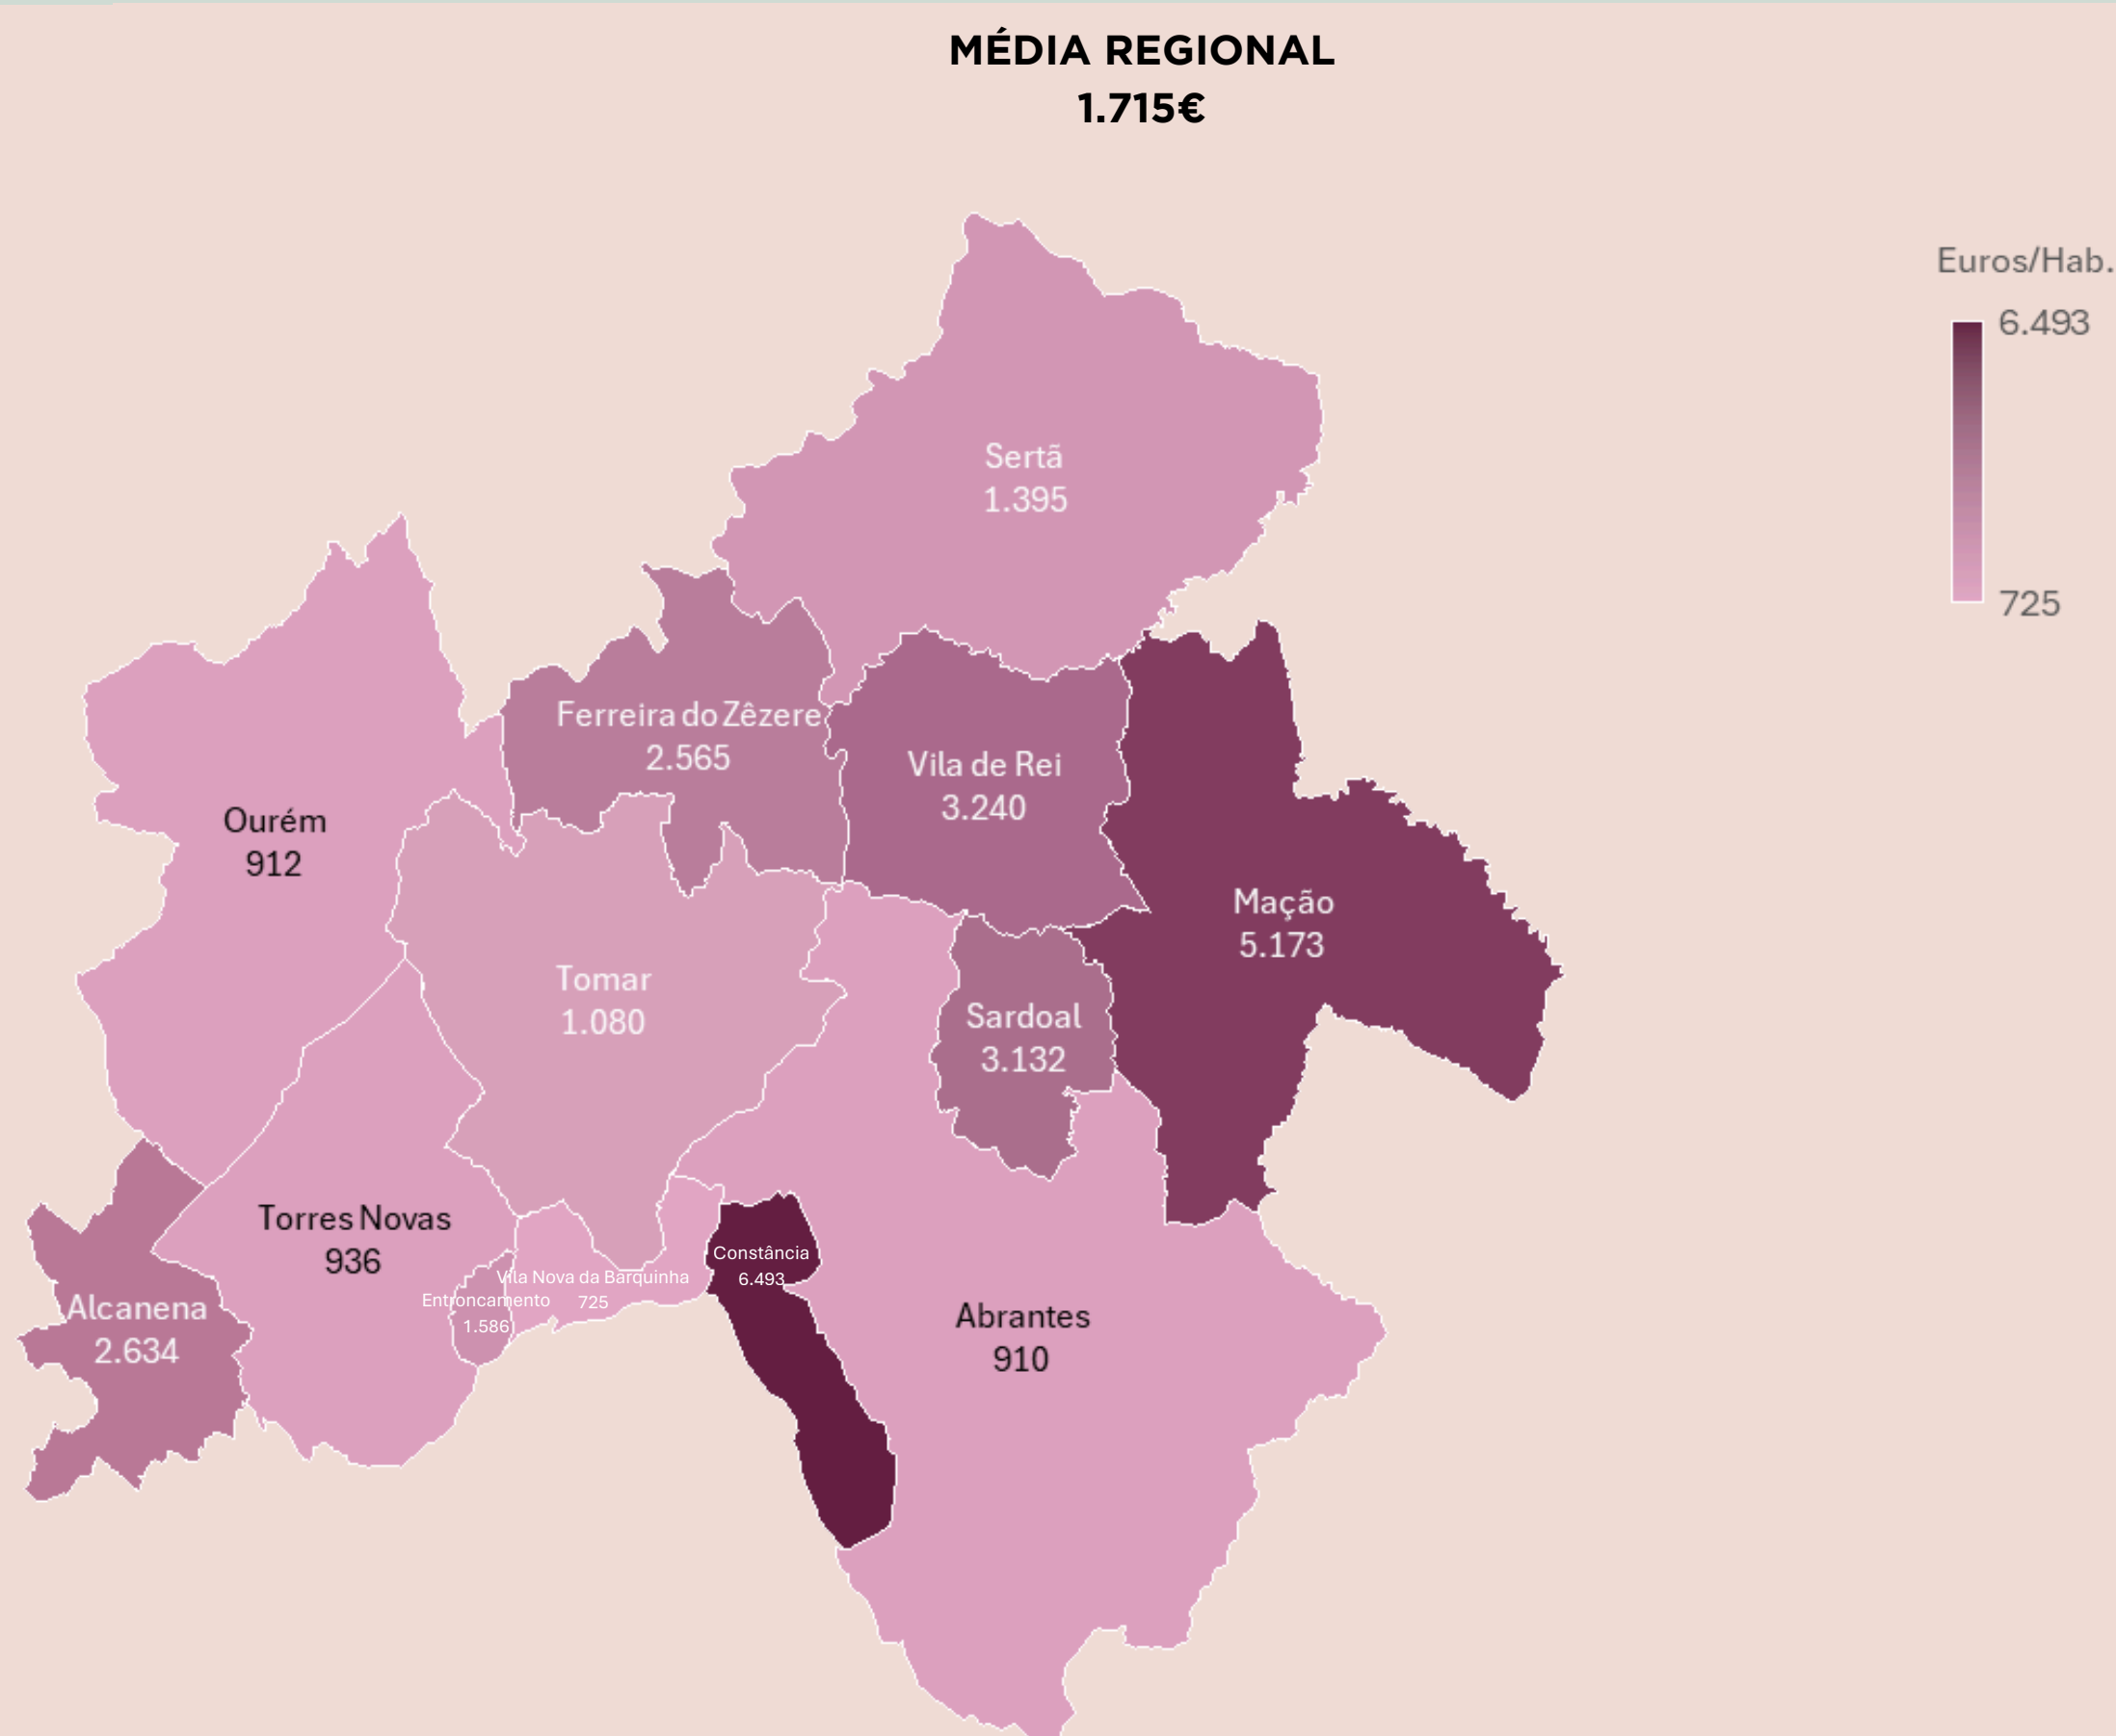 MÉDIA REGIONAL
1.715€
Euros/Hab.
6.493
725
Sertã
1.395
Ferreira do Zêzere
2.565
Vila de Rei
3.240
Ourém
912
Mação
5.173
Tomar
1.080
Sardoal
3.132
Torres Novas
936
Constância
6.493
Vila Nova da Barquinha
725
Entroncamento
1.586
Alcanena
2.634
Abrantes
910